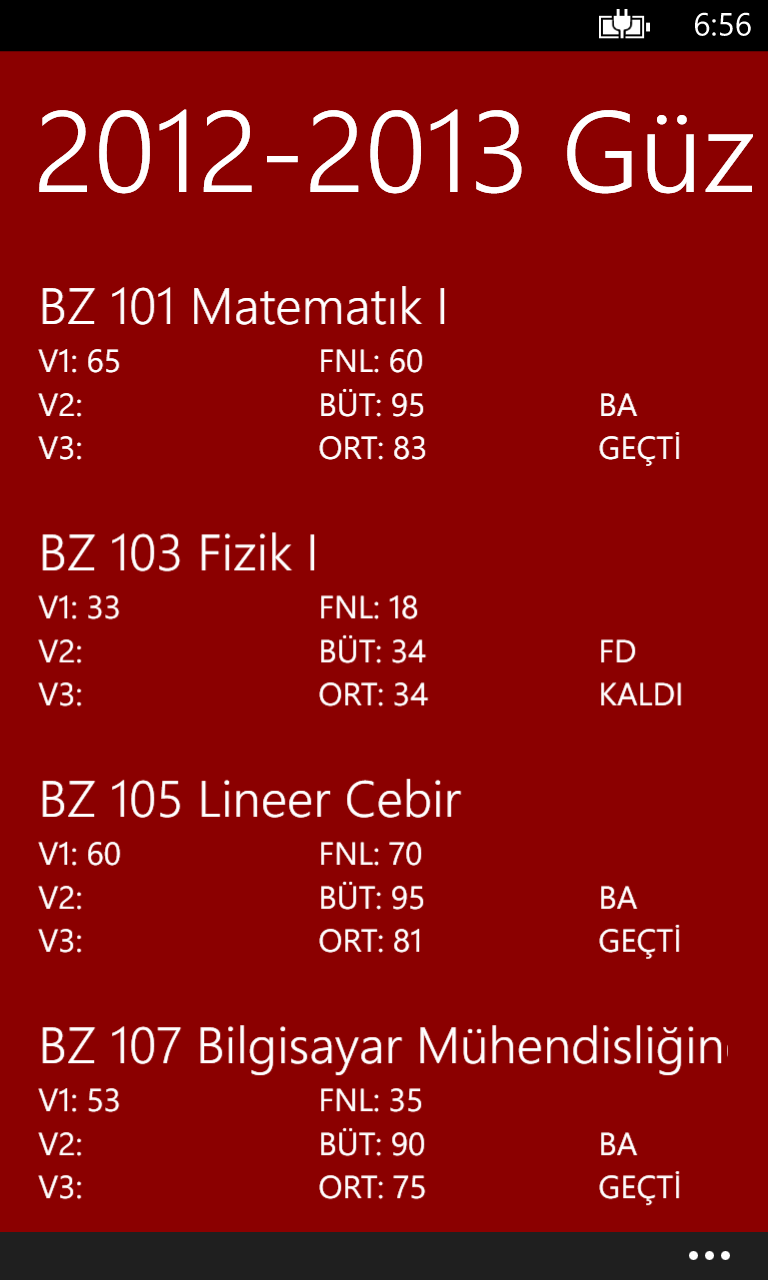 6:56
2012-2013 Güz
BZ 101 Matematık I
V1: 65 FNL: 60
V2: BÜT: 95 BA
V3: ORT: 83 GEÇTİ
BZ 103 Fizik I
V1: 33 FNL: 18
V2: BÜT: 34 FD
V3: ORT: 34 KALDI
BZ 105 Lineer Cebir
V1: 60 FNL: 70
V2: BÜT: 95 BA
V3: ORT: 81 GEÇTİ
BZ 107 Bilgisayar Mühendisliğin
V1: 53 FNL: 35
V2: BÜT: 90 BA
V3: ORT: 75 GEÇTİ